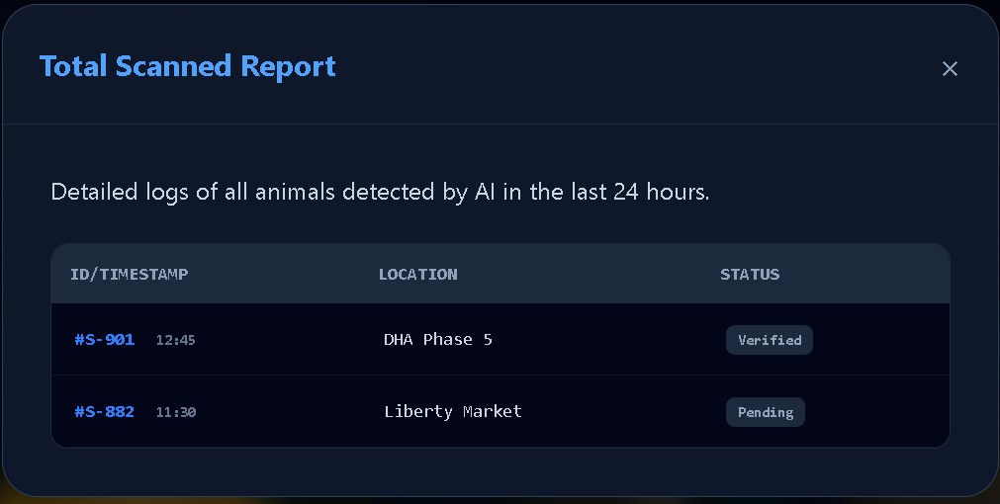 Total Scanned Report
Detailed logs of all animals detected by AI in the last 24 hours.
ID/TIMESTAMP LOCATION STATUS
#S-901 12:45 DHA Phase 5 Verified
#S-882 11:30 Liberty Market Pending